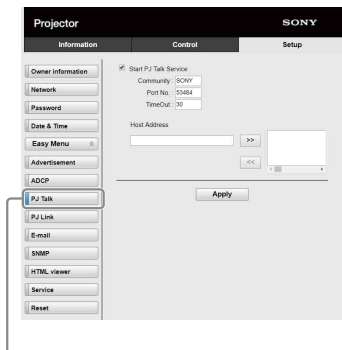 Projector
SONY
Information
Control
Setup
Owner information
Network
Password
Date & Time
Easy Menu
Advertisement
ADCP
PJ Talk
PJ Link
E-mail
SNMP
HTML viewer
Service
Reset
Start PJ Talk Service
Community : SONY
Port No. : 53484
TimeOut : 30
Host Address
>>
<<
Apply